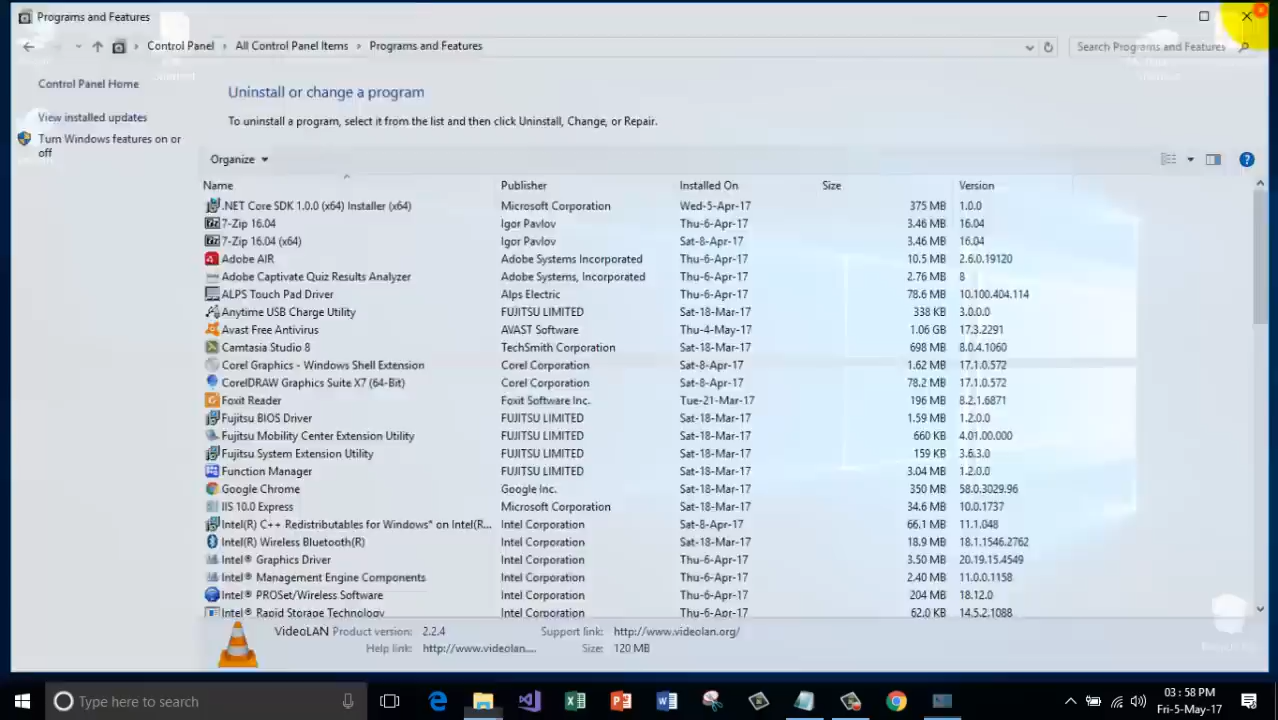 Programs and Features
Control Panel > All Control Panel Items > Programs and Features
Search Programs and Features
Control Panel Home
View installed updates
Turn Windows features on or
off
Uninstall or change a program
To uninstall a program, select it from the list and then click Uninstall, Change, or Repair.
Organize
Name Publisher Installed On Size Version
.NET Core SDK 1.0.0 (x64) Installer (x64) Microsoft Corporation Wed-5-Apr-17 375 MB 1.0.0
7-Zip 16.04 Igor Pavlov Thu-6-Apr-17 3.46 MB 16.04
7-Zip 16.04 (x64) Igor Pavlov Sat-8-Apr-17 3.46 MB 16.04
Adobe AIR Adobe Systems Incorporated Thu-6-Apr-17 10.5 MB 2.6.0.19120
Adobe Captivate Quiz Results Analyzer Adobe Systems, Incorporated Thu-6-Apr-17 2.76 MB 8
ALPS Touch Pad Driver Alps Electric Thu-6-Apr-17 78.6 MB 10.100.404.114
Anytime USB Charge Utility FUJITSU LIMITED Sat-18-Mar-17 338 KB 3.0.0.0
Avast Free Antivirus AVAST Software Thu-4-May-17 1.06 GB 17.3.2291
Camtasia Studio 8 TechSmith Corporation Sat-18-Mar-17 698 MB 8.0.4.1060
Corel Graphics - Windows Shell Extension Corel Corporation Sat-8-Apr-17 1.62 MB 17.1.0.572
CorelDRAW Graphics Suite X7 (64-Bit) Corel Corporation Sat-8-Apr-17 78.2 MB 17.1.0.572
Foxit Reader Foxit Software Inc. Tue-21-Mar-17 196 MB 8.2.1.6871
Fujitsu BIOS Driver FUJITSU LIMITED Sat-18-Mar-17 1.59 MB 1.2.0.0
Fujitsu Mobility Center Extension Utility FUJITSU LIMITED Sat-18-Mar-17 660 KB 4.01.00.000
Fujitsu System Extension Utility FUJITSU LIMITED Sat-18-Mar-17 159 KB 3.6.3.0
Function Manager FUJITSU LIMITED Sat-18-Mar-17 3.04 MB 1.2.0.0
Google Chrome Google Inc. Sat-18-Mar-17 350 MB 58.0.3029.96
IIS 10.0 Express Microsoft Corporation Sat-18-Mar-17 34.6 MB 10.0.1737
Intel(R) C++ Redistributables for Windows* on Intel(R... Intel Corporation Sat-8-Apr-17 66.1 MB 11.1.048
Intel(R) Wireless Bluetooth(R) Intel Corporation Sat-18-Mar-17 18.9 MB 18.1.1546.2762
Intel® Graphics Driver Intel Corporation Thu-6-Apr-17 3.50 MB 20.19.15.4549
Intel® Management Engine Components Intel Corporation Thu-6-Apr-17 2.40 MB 11.0.0.1158
Intel® PROSet/Wireless Software Intel Corporation Thu-6-Apr-17 204 MB 18.12.0
Intel® Rapid Storage Technology Intel Corporation Thu-6-Apr-17 62.0 KB 14.5.2.1088
VideoLAN Product version: 2.2.4 Support link: http://www.videolan.org/
Help link: http://www.videolan.... Size: 120 MB
Type here to search
03 : 58 PM
Fri-5-May-17